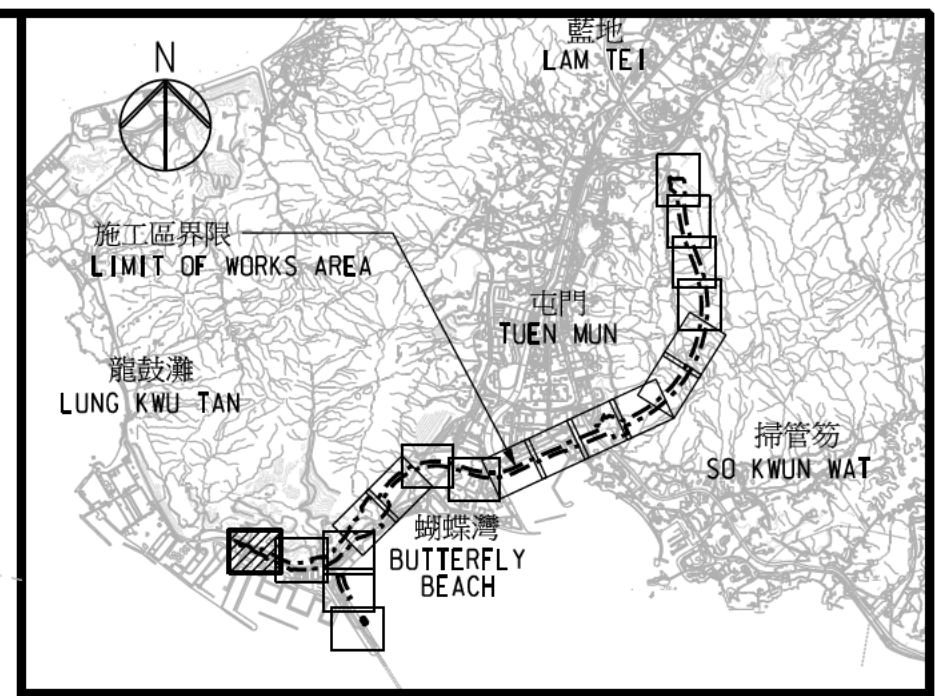 藍地
LAM TEI
N
施工區界限
LIMIT OF WORKS AREA
屯門
TUEN MUN
龍鼓灘
LUNG KWU TAN
掃管笏
SO KWUN WAT
蝴蝶灣
BUTTERFLY
BEACH